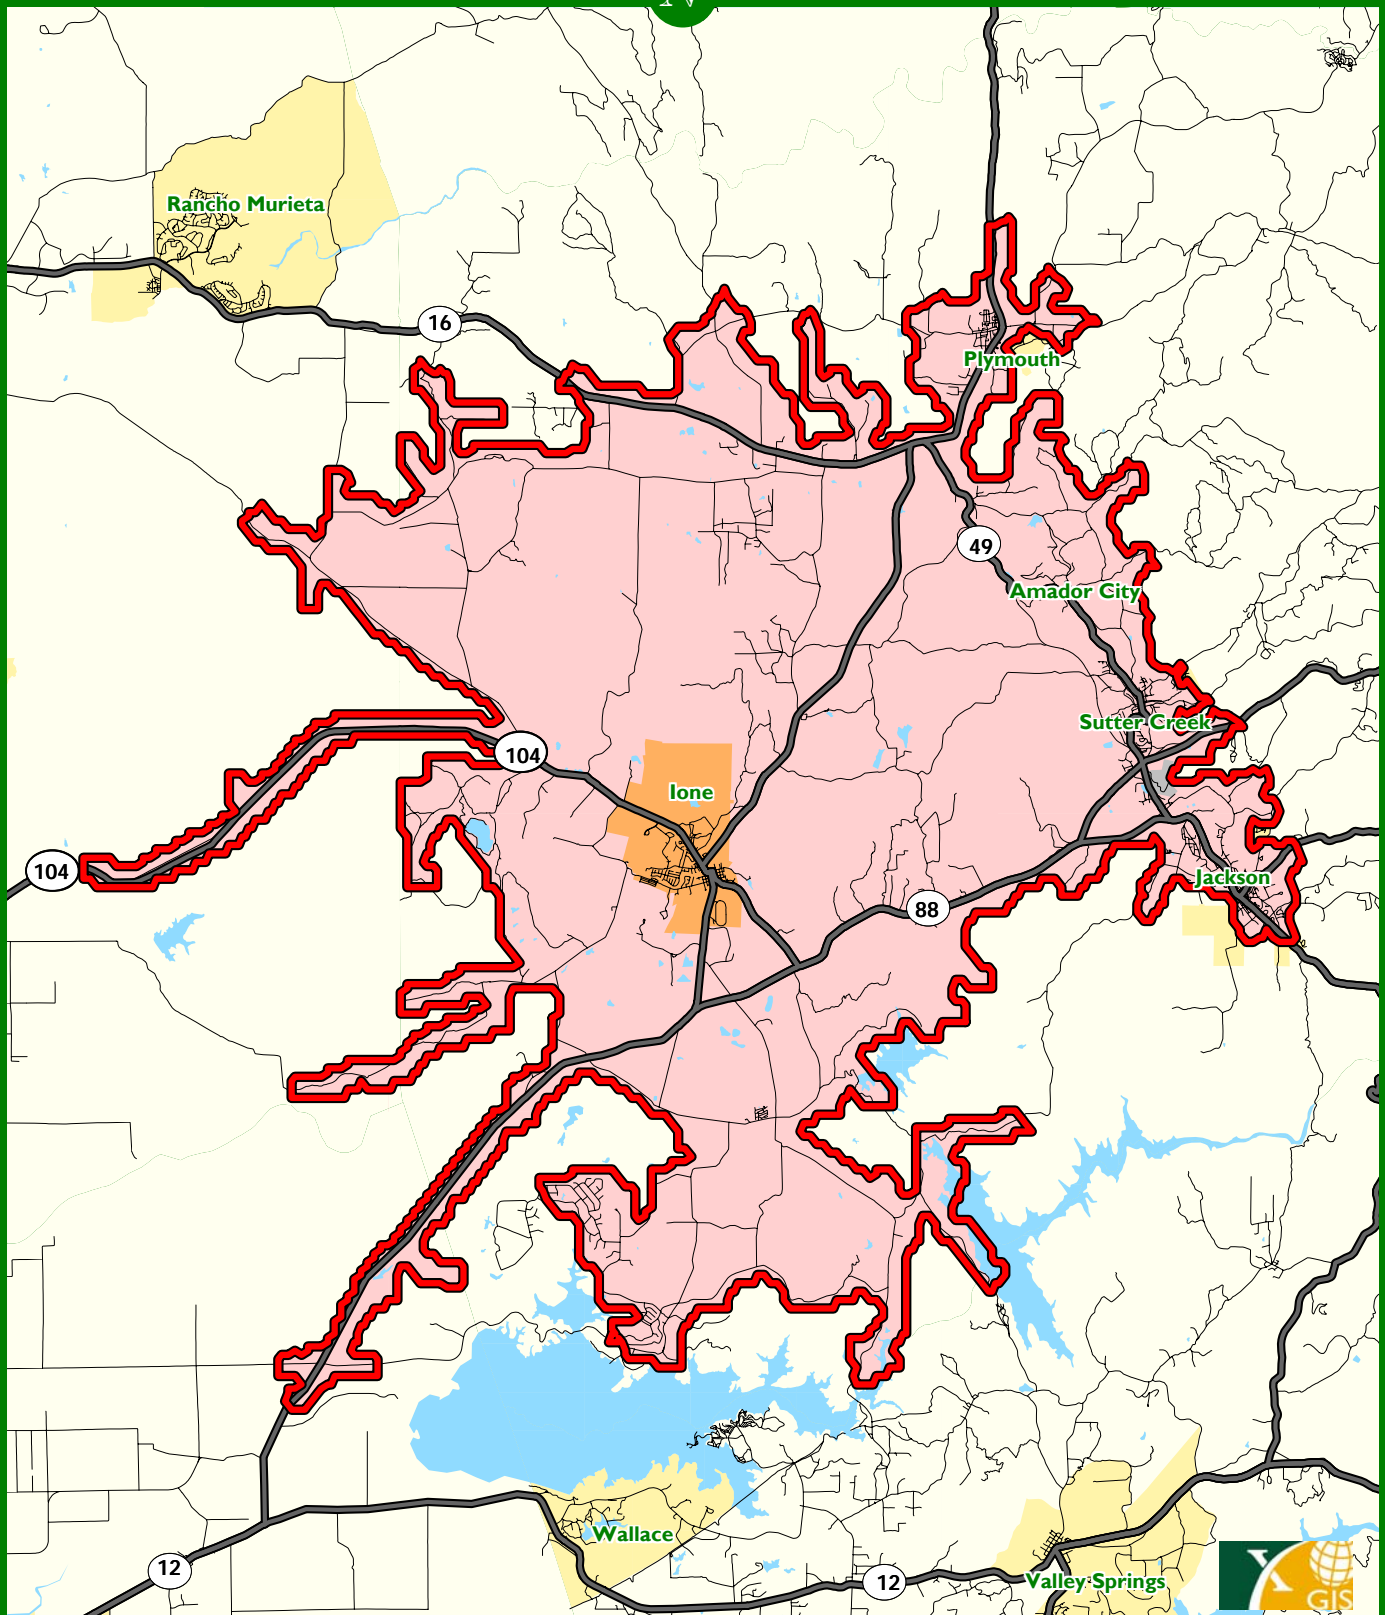 Rancho Murieta
16
Plymouth
49
Amador City
Sutter Creek
104
Ione
104
Jackson
88
Wallace
12
12
Valley Springs
GIS